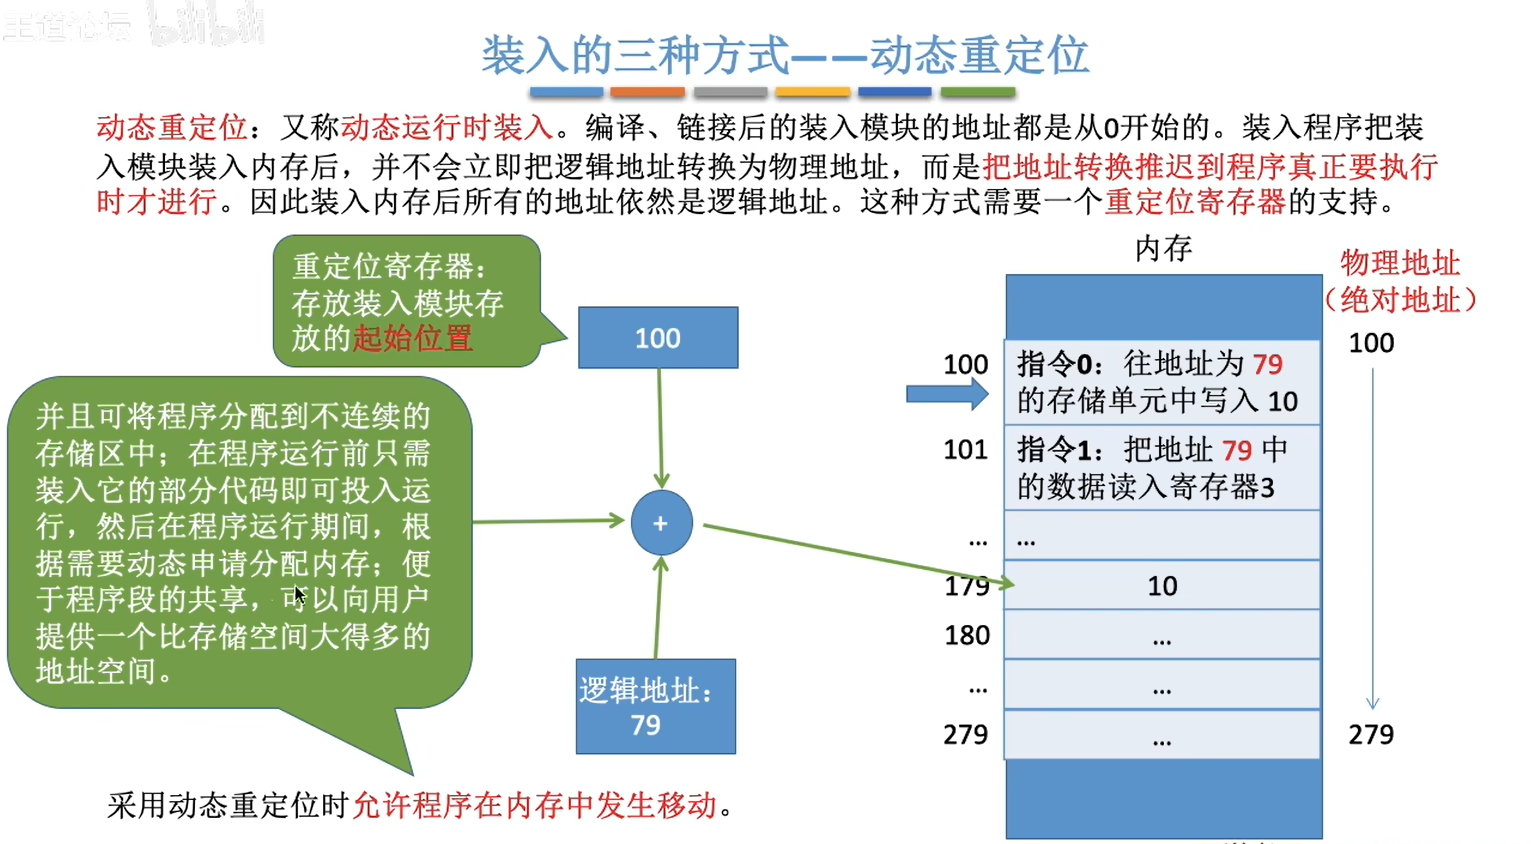 王道论坛 bilibili
装入的三种方式——动态重定位
动态重定位：又称动态运行时装入。编译、链接后的装入模块的地址都是从0开始的。装入程序把装
入模块装入内存后，并不会立即把逻辑地址转换为物理地址，而是把地址转换推迟到程序真正要执行
时才进行。因此装入内存后所有的地址依然是逻辑地址。这种方式需要一个重定位寄存器的支持。
重定位寄存器：
存放装入模块存
放的起始位置
100
并且可将程序分配到不连续的
存储区中；在程序运行前只需
装入它的部分代码即可投入运
行，然后在程序运行期间，根
据需要动态申请分配内存；便
于程序段的共享，可以向用户
提供一个比存储空间大得多的
地址空间。
+
逻辑地址：
79
采用动态重定位时允许程序在内存中发生移动。
内存
物理地址
（绝对地址）
100
279
100
指令0：往地址为 79
的存储单元中写入 10
101
指令1：把地址 79 中
的数据读入寄存器3
...
...
179
10
180
...
...
...
279
...